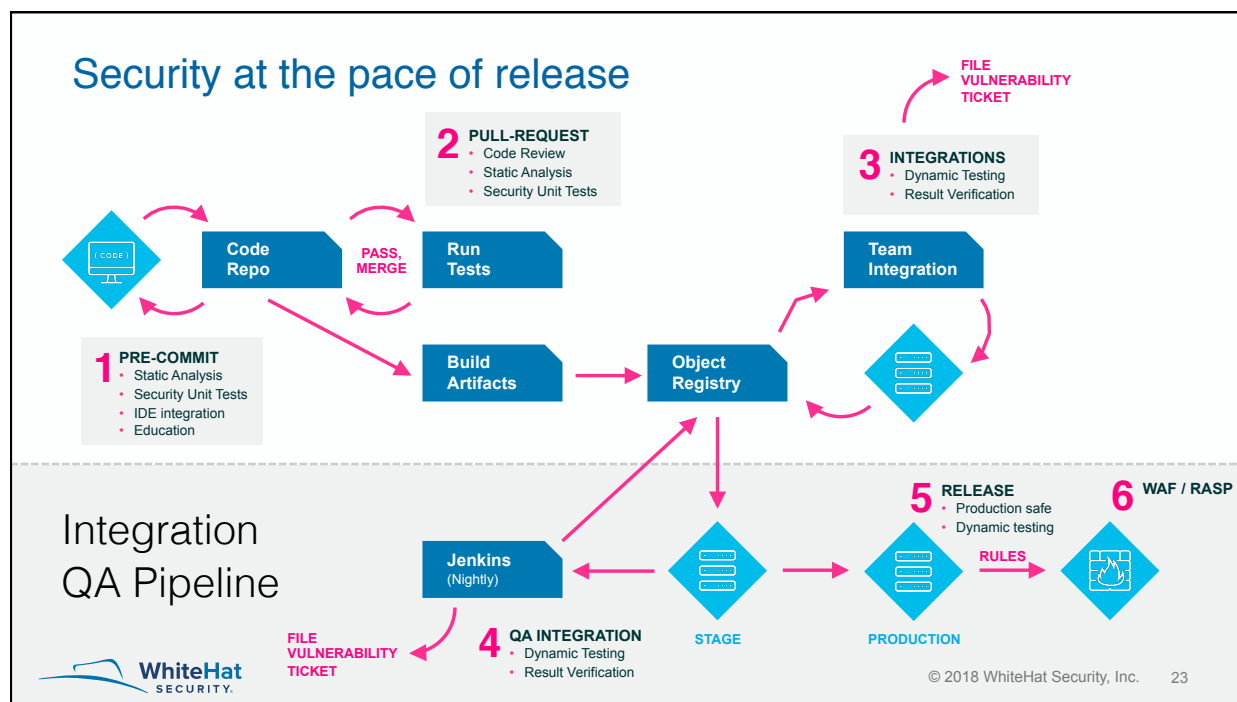 Security at the pace of release
FILE
VULNERABILITY
TICKET
2 PULL-REQUEST
• Code Review
• Static Analysis
• Security Unit Tests
3 INTEGRATIONS
• Dynamic Testing
• Result Verification
(CODE)
Code
Repo
PASS,
MERGE
Run
Tests
Team
Integration
1 PRE-COMMIT
• Static Analysis
• Security Unit Tests
• IDE integration
• Education
Build
Artifacts
Object
Registry
Integration
QA Pipeline
Jenkins
(Nightly)
FILE
VULNERABILITY
TICKET
4 QA INTEGRATION
• Dynamic Testing
• Result Verification
STAGE
5 RELEASE
• Production safe
• Dynamic testing
PRODUCTION
RULES
6 WAF / RASP
WhiteHat
SECURITY.
© 2018 WhiteHat Security, Inc.
23